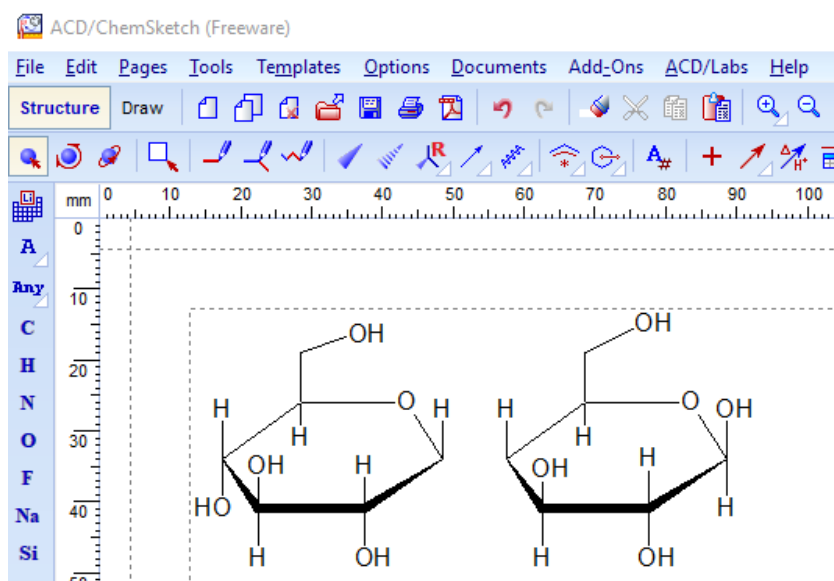 ACD/ChemSketch (Freeware)
File Edit Pages Tools Templates Options Documents Add-Ons ACD/Labs Help
Structure Draw
R A# Δ H+
Li mm 0 10 20 30 40 50 60 70 80 90 100
0
A
Any 10
C OH OH
H 20
N H O H H O OH
O 30 H H
OH H OH H
F HO H
Na 40
Si H OH H OH
50